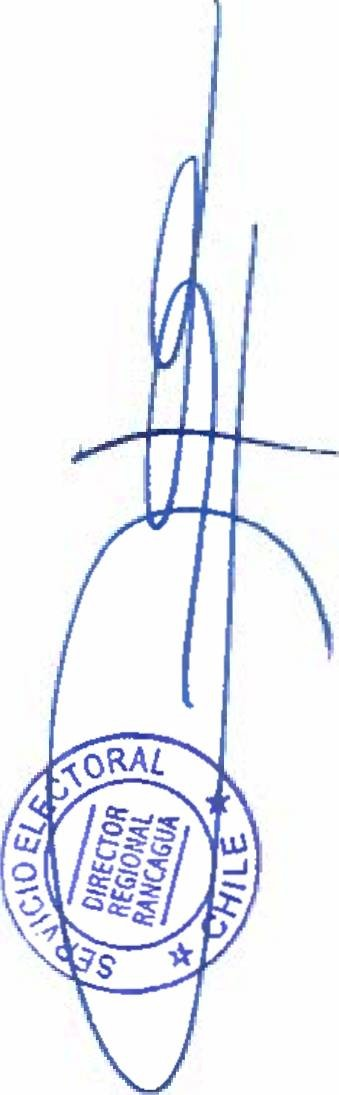 SERVICIO ELECTORAL
★ CHILE ★
DIRECTOR
REGIONAL
RANCAGUA